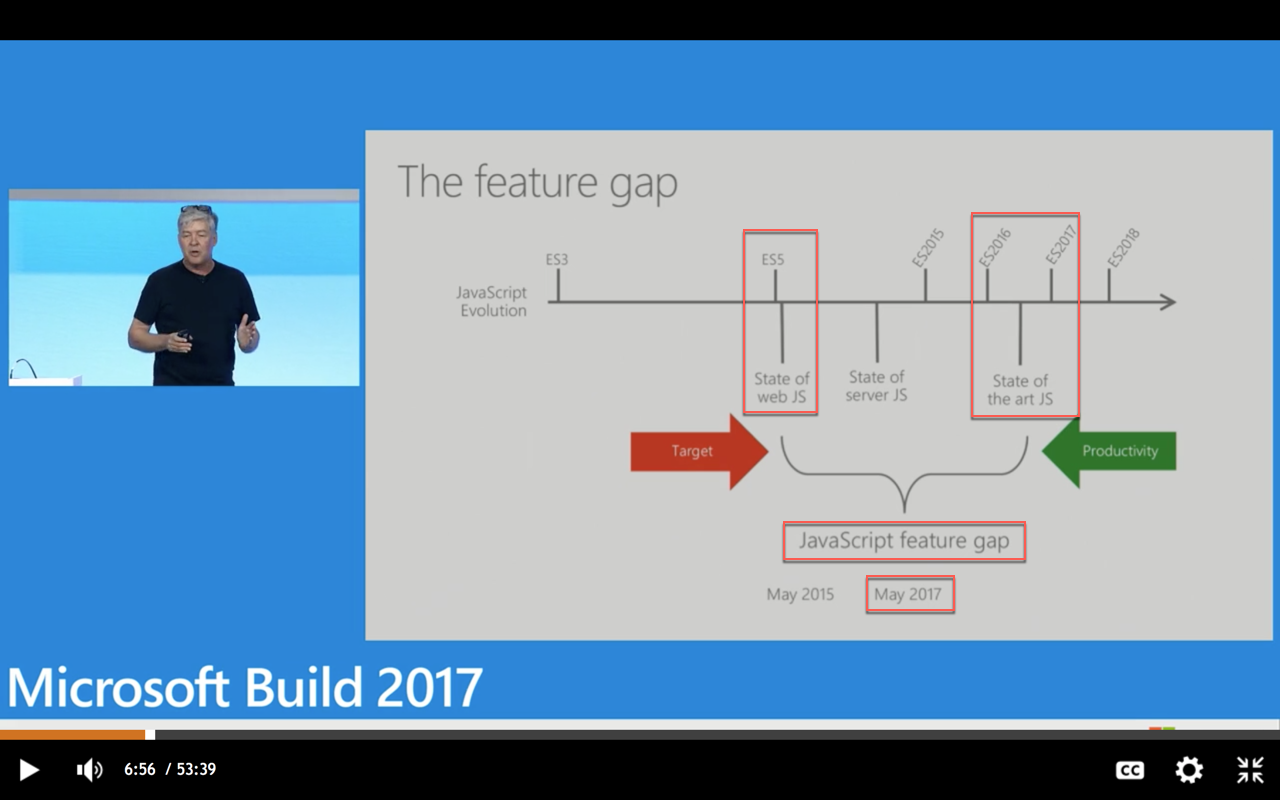 The feature gap
ES3
ES5
ES2015
ES2016
ES2017
ES2018
JavaScript
Evolution
State of
web JS
State of
server JS
State of
the art JS
Target
Productivity
JavaScript feature gap
May 2015
May 2017
Microsoft Build 2017
6:56 / 53:39
CC